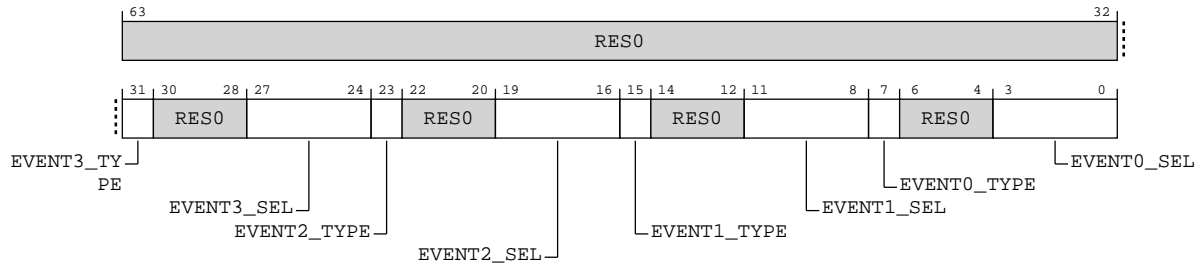 63 32
RES0
31 30 28 27 24 23 22 20 19 16 15 14 12 11 8 7 6 4 3 0
RES0 RES0 RES0 RES0
EVENT3_TY
PE
EVENT0_SEL
EVENT0_TYPE
EVENT3_SEL EVENT1_SEL
EVENT2_TYPE EVENT1_TYPE
EVENT2_SEL